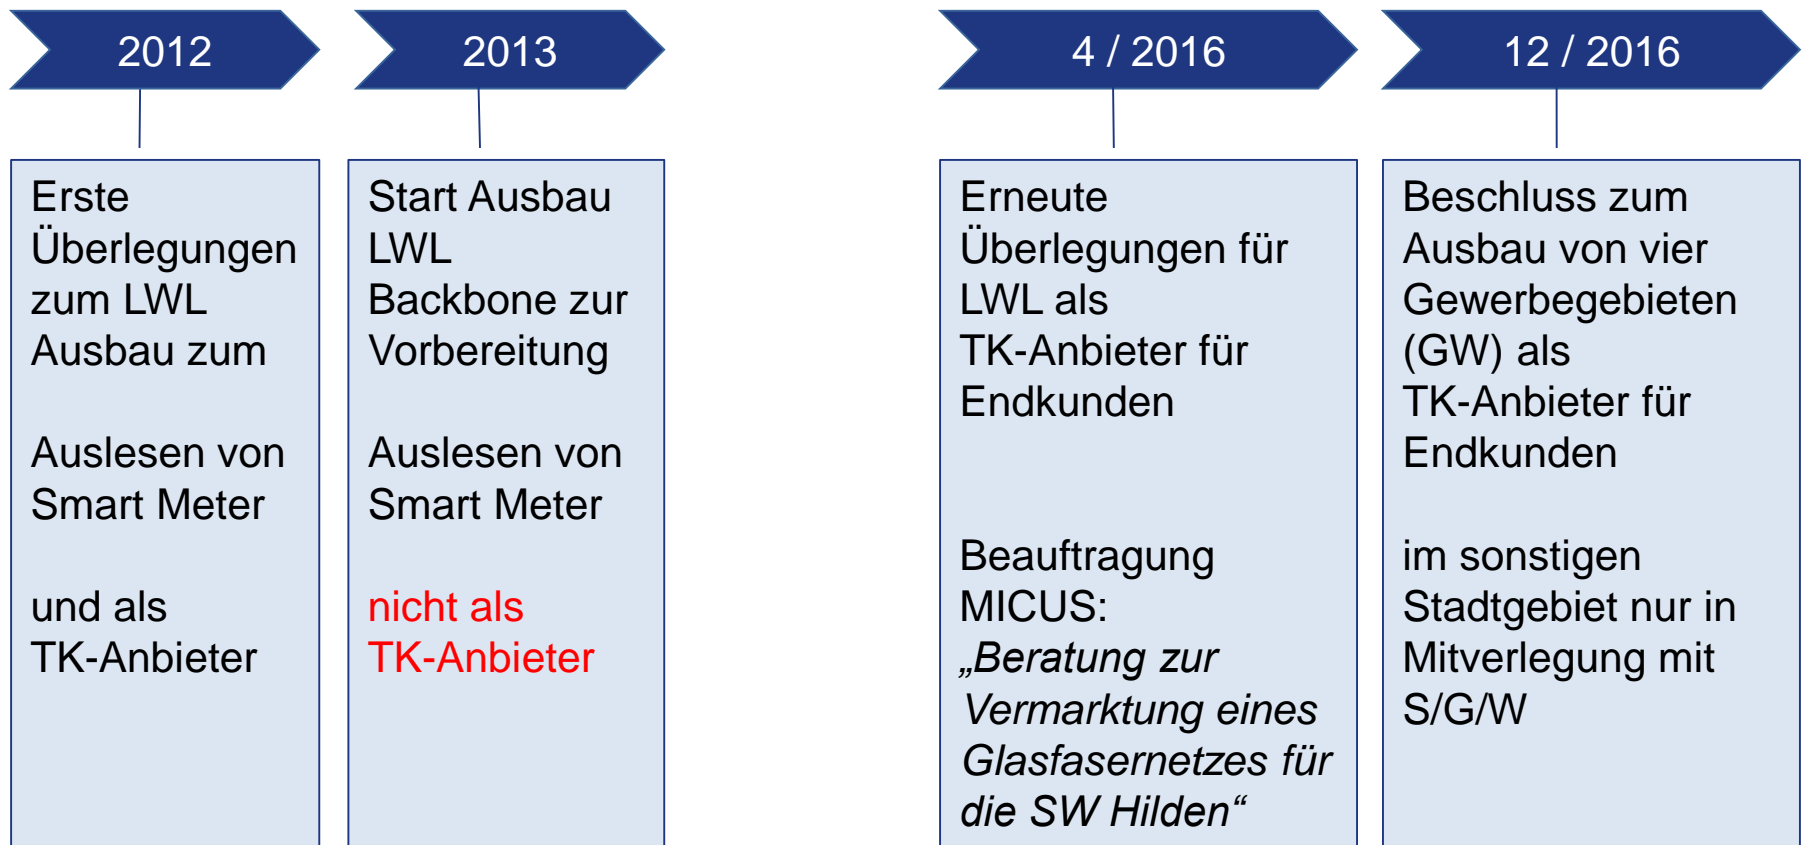 2012
Erste
Überlegungen
zum LWL
Ausbau zum
Auslesen von
Smart Meter
und als
TK-Anbieter
2013
Start Ausbau
LWL
Backbone zur
Vorbereitung
Auslesen von
Smart Meter
nicht als
TK-Anbieter
4 / 2016
Erneute
Überlegungen für
LWL als
TK-Anbieter für
Endkunden
Beauftragung
MICUS:
„Beratung zur
Vermarktung eines
Glasfasernetzes für
die SW Hilden“
12 / 2016
Beschluss zum
Ausbau von vier
Gewerbegebieten
(GW) als
TK-Anbieter für
Endkunden
im sonstigen
Stadtgebiet nur in
Mitverlegung mit
S/G/W